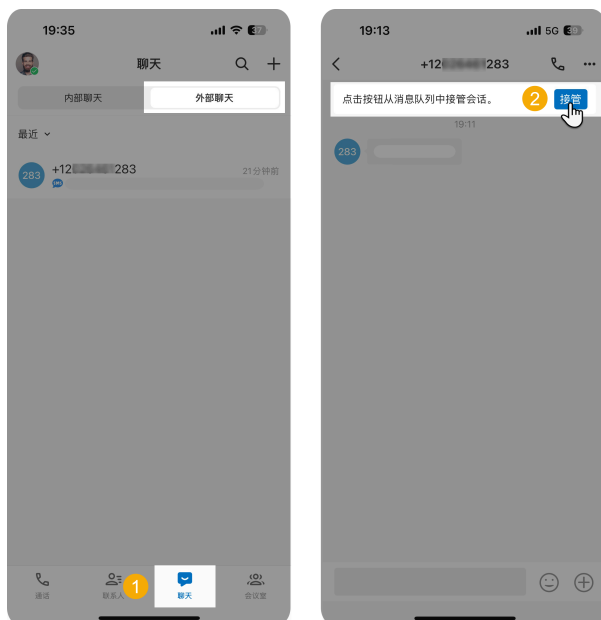 19:35
37
聊天
内部聊天
外部聊天
最近
283
+12 283
21分钟前
SMS
通话
联系人
1
聊天
会议室
19:13
5G
39
+12 283
点击按钮从消息队列中接管会话。
2
接管
19:11
283